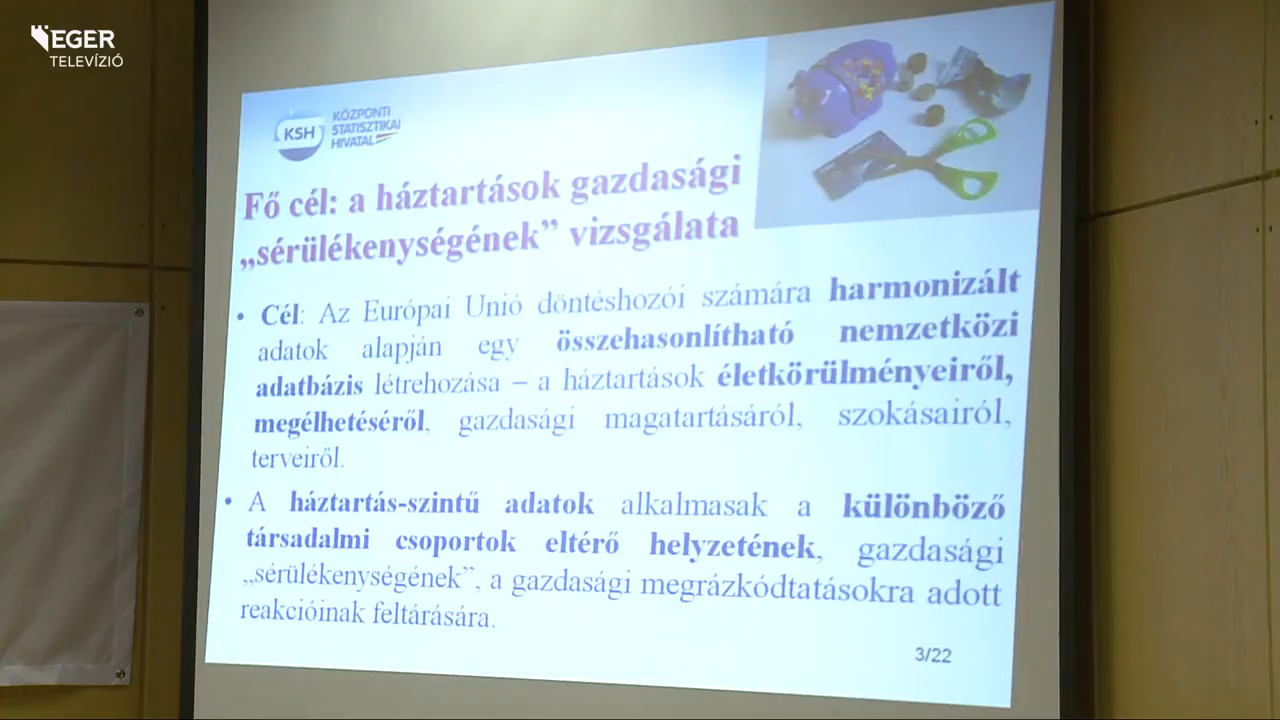 EGER
TELEVÍZIÓ
KSH
KÖZPONTI
STATISZTIKAI
HIVATAL
Fő cél: a háztartások gazdasági
„sérülékenységének” vizsgálata
• Cél: Az Európai Unió döntéshozói számára harmonizált
adatok alapján egy összehasonlítható nemzetközi
adatbázis létrehozása – a háztartások életkörülményeiről,
megélhetéséről, gazdasági magatartásáról, szokásairól,
terveiről.
• A háztartás-szintű adatok alkalmasak a különböző
társadalmi csoportok eltérő helyzetének, gazdasági
„sérülékenységének”, a gazdasági megrázkódtatásokra adott
reakcióinak feltárására.
3/22